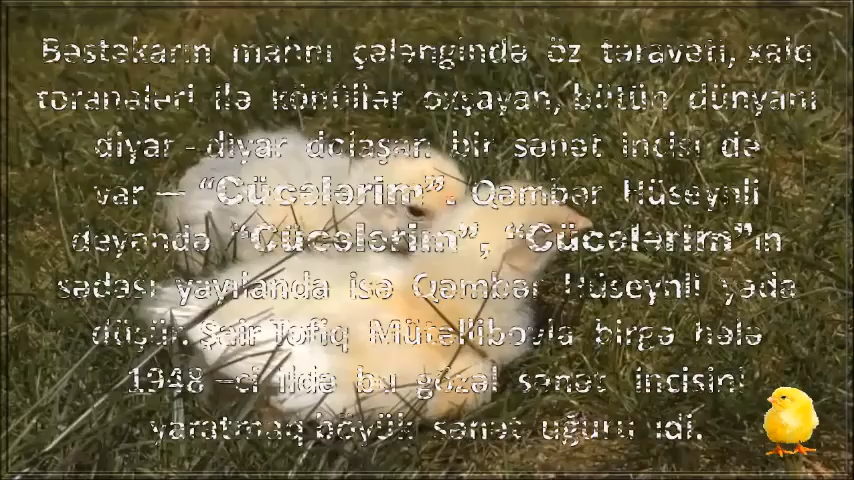 Bəstəkarın mahnı çələngində öz təravəti, xalq
təranələri ilə könüllər oxşayan, bütün dünyanı
diyar - diyar dolaşan bir sənət incisi də
var — “Cücələrim”. Qəmbər Hüseynli
deyəndə “Cücələrim”, “Cücələrim”ın
sədası yayılanda isə Qəmbər Hüseynli yada
düşür. Şair Tofiq Mütəllibovla birgə hələ
1948 –ci ildə bu gözəl sənət incisini
yaratmaq böyük sənət uğuru idi.